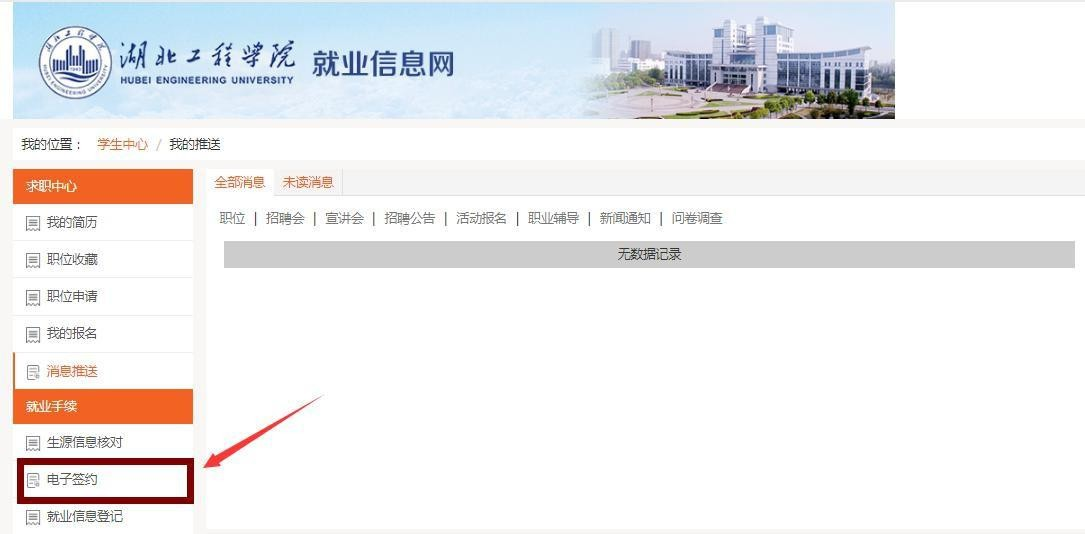 湖北工程学院 就业信息网
HUBEI ENGINEERING UNIVERSITY
我的位置： 学生中心 / 我的推送
求职中心
我的简历
职位收藏
职位申请
我的报名
消息推送
就业手续
生源信息核对
电子签约
就业信息登记
全部消息 未读消息
职位 | 招聘会 | 宣讲会 | 招聘公告 | 活动报名 | 职业辅导 | 新闻通知 | 问卷调查
无数据记录